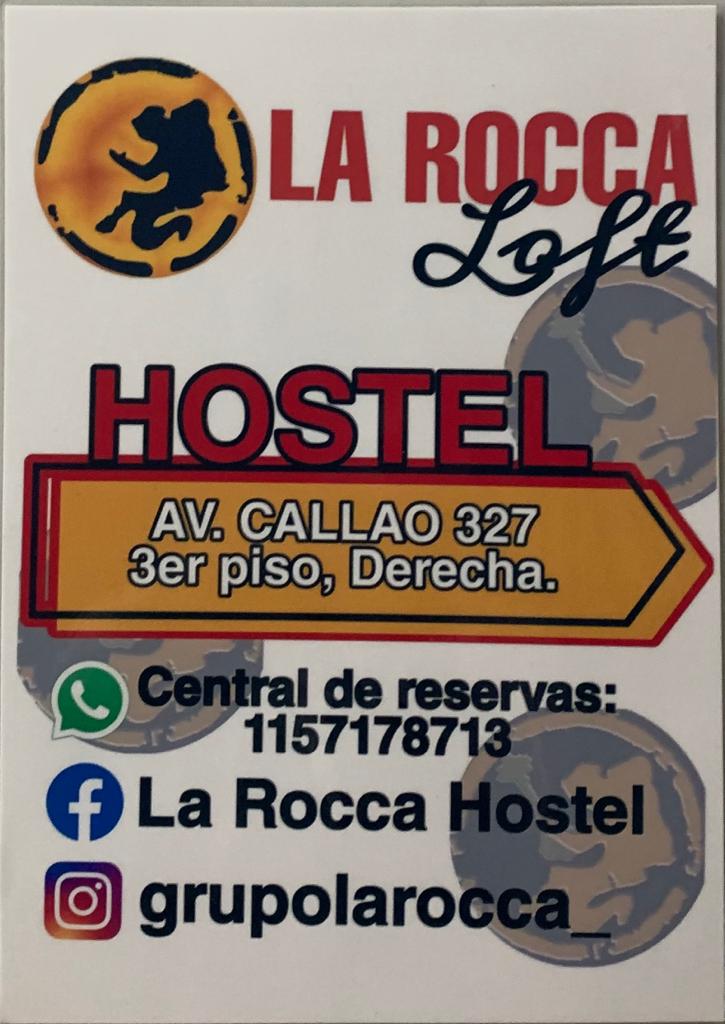 LA ROCCA
Loft
HOSTEL
AV. CALLAO 327
3er piso, Derecha.
Central de reservas:
1157178713
La Rocca Hostel
grupolarocca_